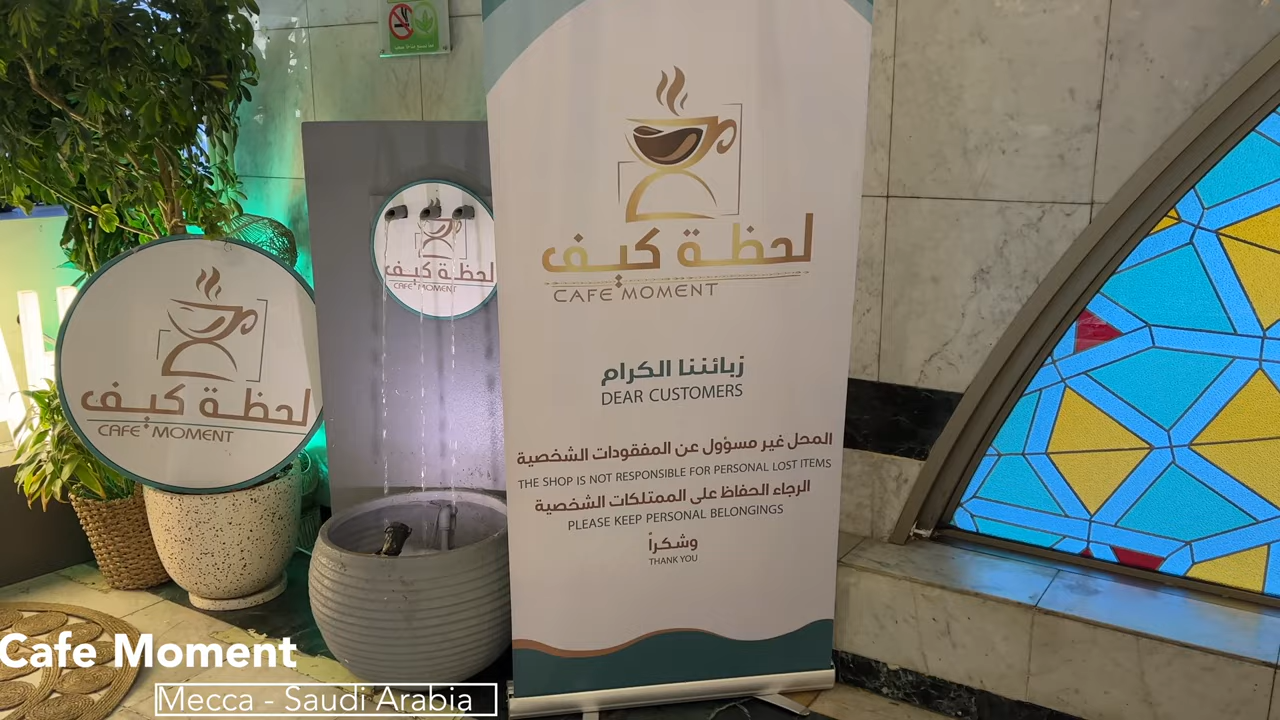 لحظة كيف
CAFE MOMENT
زبائننا الكرام
DEAR CUSTOMERS
المحل غير مسؤول عن المفقودات الشخصية
THE SHOP IS NOT RESPONSIBLE FOR PERSONAL LOST ITEMS
الرجاء الحفاظ على الممتلكات الشخصية
PLEASE KEEP PERSONAL BELONGINGS
وشكراً
THANK YOU
لحظة كيف
CAFE MOMENT
لحظة كيف
CAFE MOMENT
Cafe Moment
Mecca - Saudi Arabia